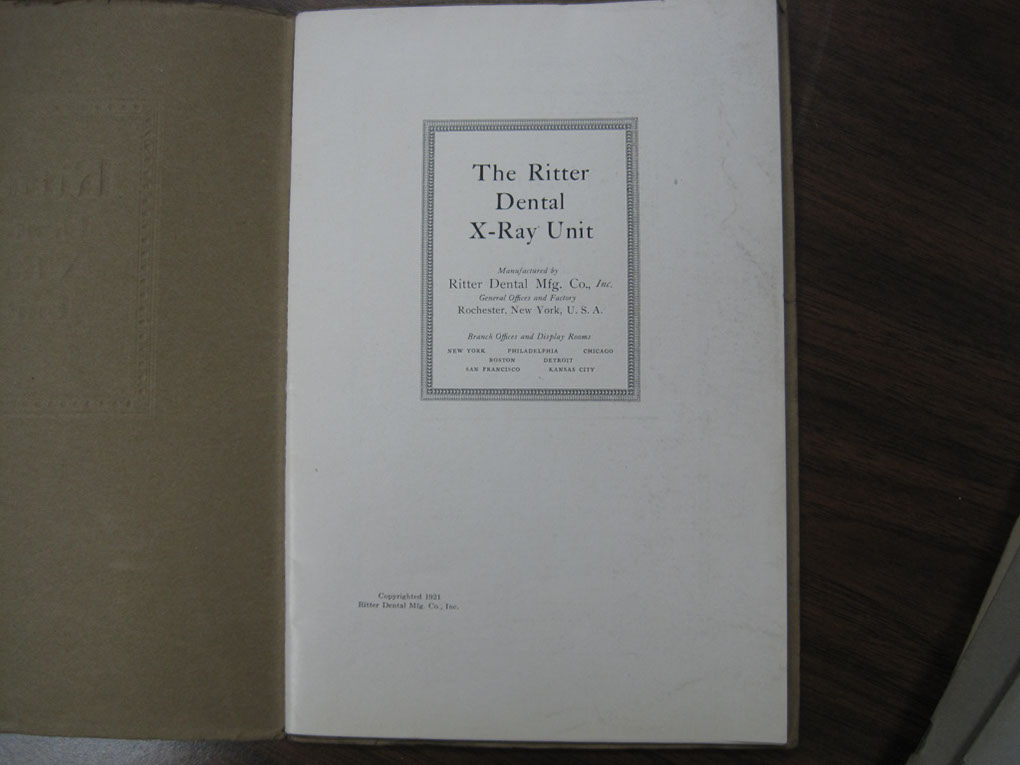 The Ritter
Dental
X-Ray Unit
Manufactured by
Ritter Dental Mfg. Co., Inc.
General Offices and Factory
Rochester, New York, U. S. A.
Branch Offices and Display Rooms
NEW YORK PHILADELPHIA CHICAGO
BOSTON DETROIT
SAN FRANCISCO KANSAS CITY
Copyrighted 1921
Ritter Dental Mfg. Co., Inc.